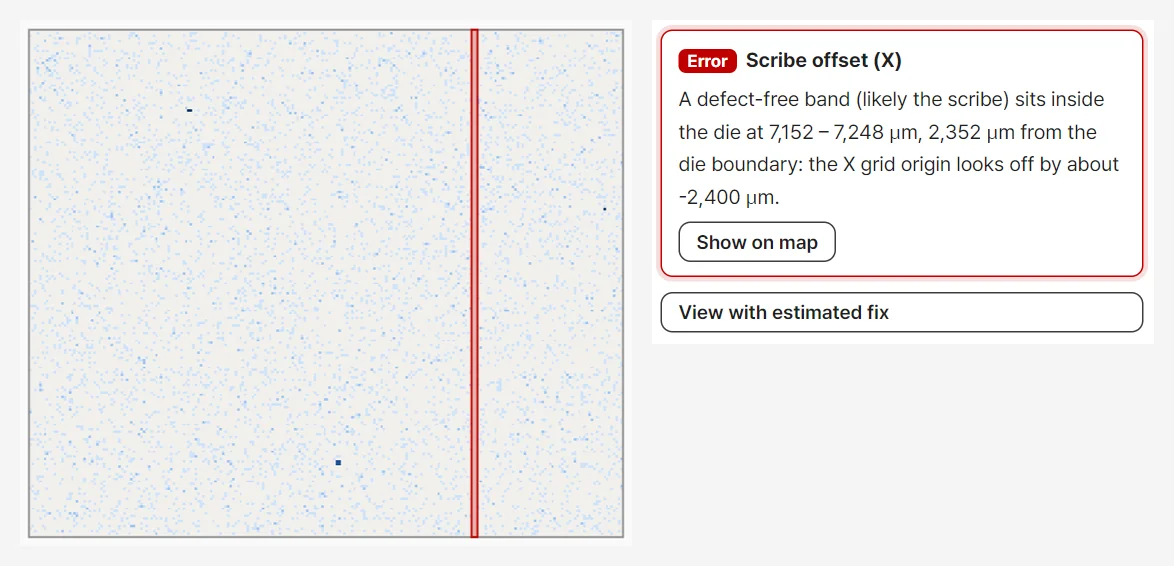 Error Scribe offset (X)
A defect-free band (likely the scribe) sits inside
the die at 7,152 – 7,248 μm, 2,352 μm from the
die boundary: the X grid origin looks off by about
-2,400 μm.
Show on map
View with estimated fix